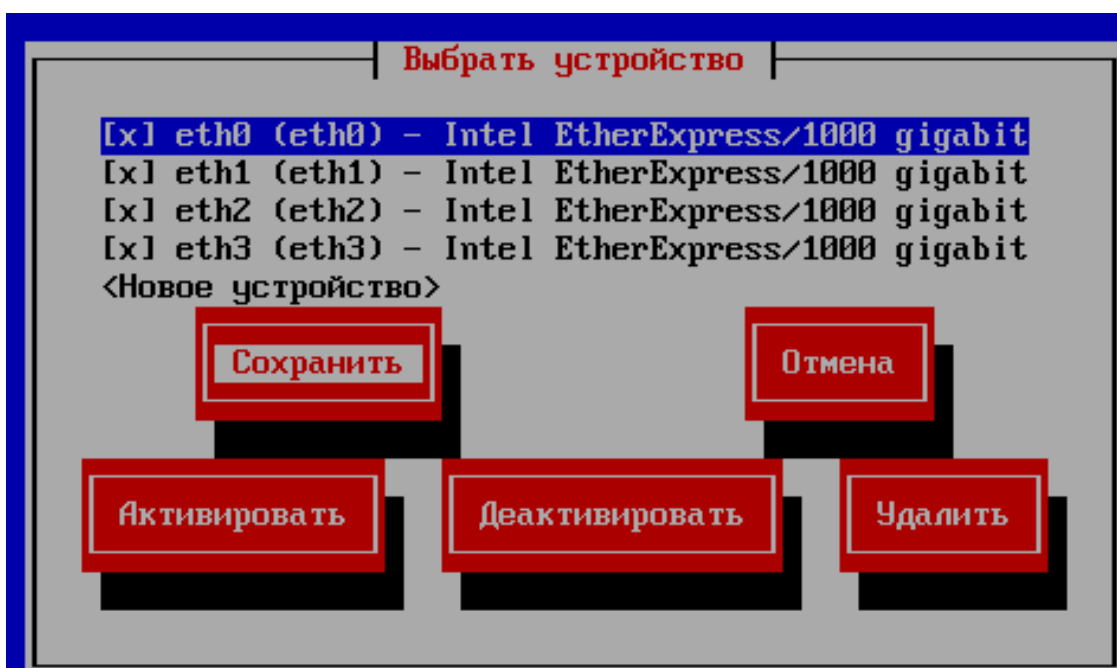 Выбрать устройство
[x] eth0 (eth0) – Intel EtherExpress/1000 gigabit
[x] eth1 (eth1) – Intel EtherExpress/1000 gigabit
[x] eth2 (eth2) – Intel EtherExpress/1000 gigabit
[x] eth3 (eth3) – Intel EtherExpress/1000 gigabit
<Новое устройство>
Сохранить
Отмена
Активировать
Деактивировать
Удалить